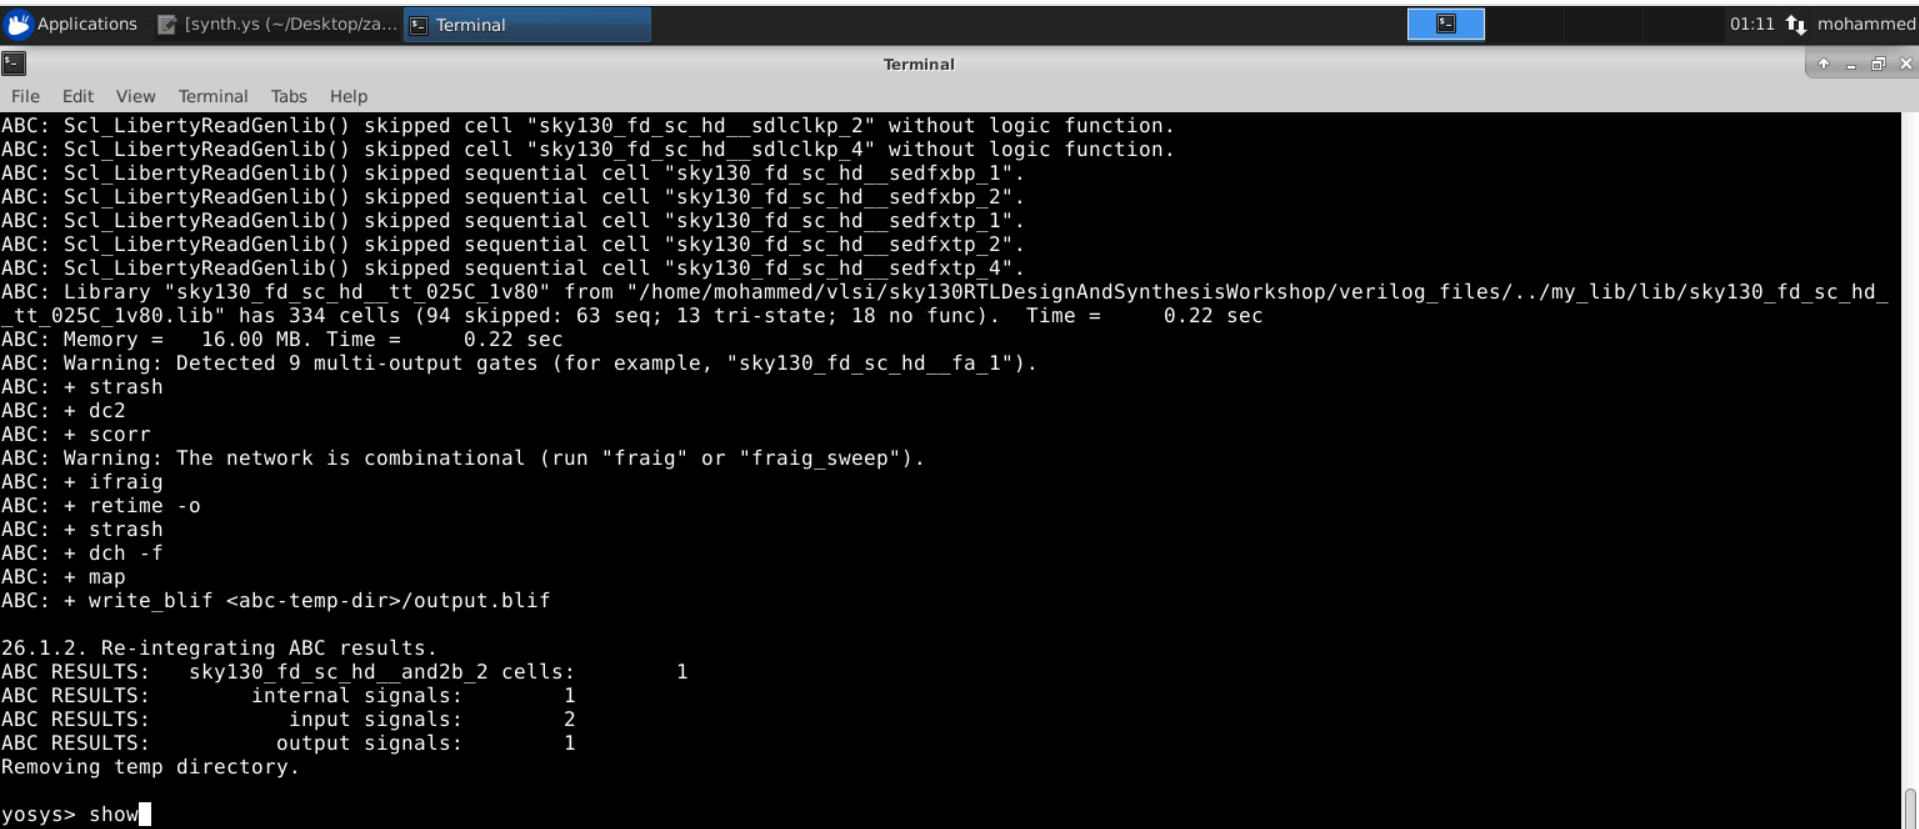 Applications [synth.ys (~/Desktop/za... Terminal 01:11 mohammed
Terminal
File Edit View Terminal Tabs Help
ABC: Scl_LibertyReadGenlib() skipped cell "sky130_fd_sc_hd__sdlclkp_2" without logic function.
ABC: Scl_LibertyReadGenlib() skipped cell "sky130_fd_sc_hd__sdlclkp_4" without logic function.
ABC: Scl_LibertyReadGenlib() skipped sequential cell "sky130_fd_sc_hd__sedfxbp_1".
ABC: Scl_LibertyReadGenlib() skipped sequential cell "sky130_fd_sc_hd__sedfxbp_2".
ABC: Scl_LibertyReadGenlib() skipped sequential cell "sky130_fd_sc_hd__sedfxtp_1".
ABC: Scl_LibertyReadGenlib() skipped sequential cell "sky130_fd_sc_hd__sedfxtp_2".
ABC: Scl_LibertyReadGenlib() skipped sequential cell "sky130_fd_sc_hd__sedfxtp_4".
ABC: Library "sky130_fd_sc_hd__tt_025C_1v80" from "/home/mohammed/vlsi/sky130RTLDesignAndSynthesisWorkshop/verilog_files/../my_lib/lib/sky130_fd_sc_hd_
_tt_025C_1v80.lib" has 334 cells (94 skipped: 63 seq; 13 tri-state; 18 no func).  Time =     0.22 sec
ABC: Memory =   16.00 MB. Time =     0.22 sec
ABC: Warning: Detected 9 multi-output gates (for example, "sky130_fd_sc_hd__fa_1").
ABC: + strash
ABC: + dc2
ABC: + scorr
ABC: Warning: The network is combinational (run "fraig" or "fraig_sweep").
ABC: + ifraig
ABC: + retime -o
ABC: + strash
ABC: + dch -f
ABC: + map
ABC: + write_blif <abc-temp-dir>/output.blif
26.1.2. Re-integrating ABC results.
ABC RESULTS:   sky130_fd_sc_hd__and2b_2 cells:        1
ABC RESULTS:        internal signals:        1
ABC RESULTS:           input signals:        2
ABC RESULTS:          output signals:        1
Removing temp directory.
yosys> show